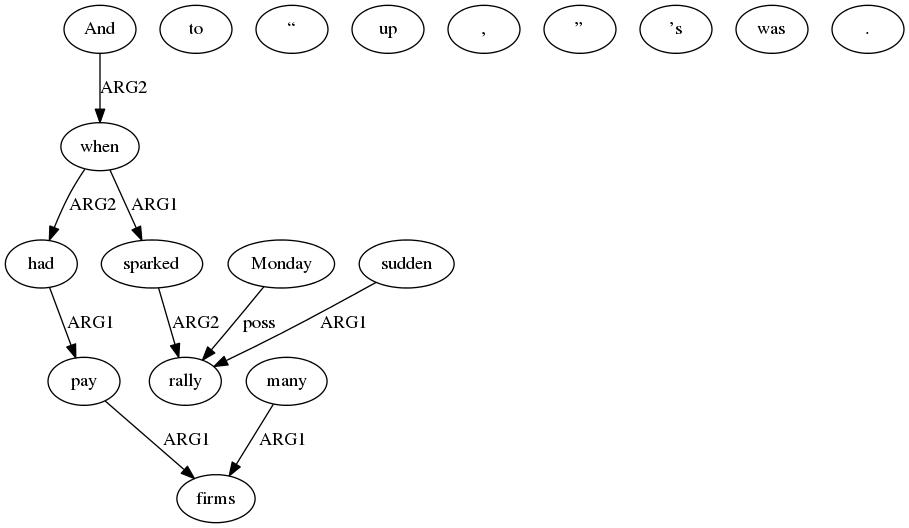 And to “ up , ” ’s was .
ARG2
when
ARG2 ARG1
had sparked Monday sudden
ARG1 ARG2 poss ARG1
pay rally many
ARG1 ARG1
firms